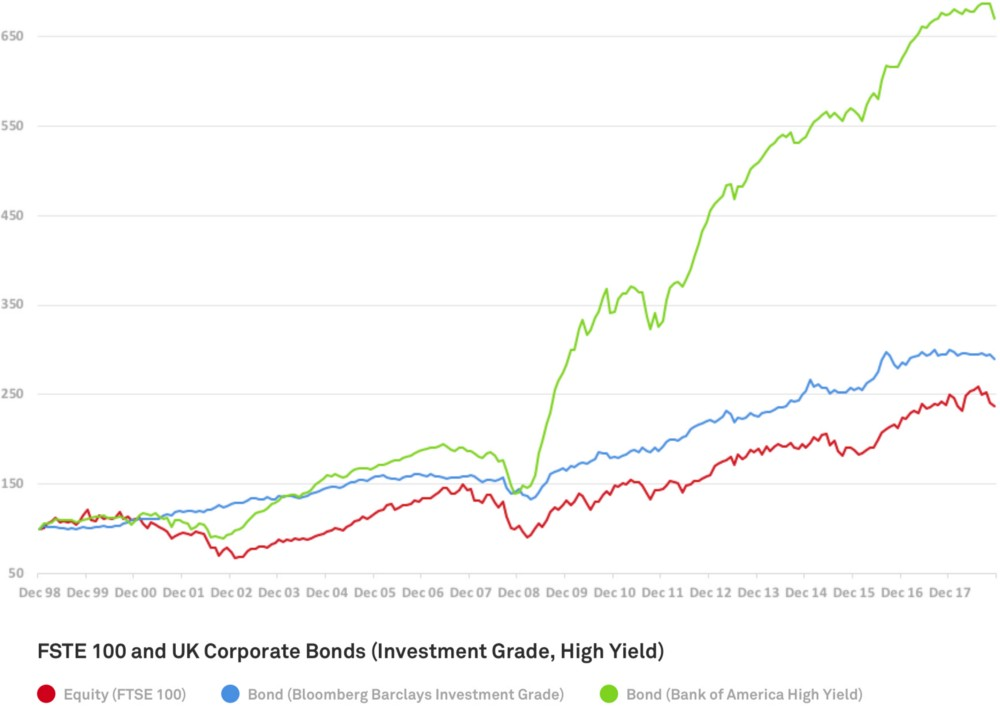 650
550
450
350
250
150
50
Dec 98 Dec 99 Dec 00 Dec 01 Dec 02 Dec 03 Dec 04 Dec 05 Dec 06 Dec 07 Dec 08 Dec 09 Dec 10 Dec 11 Dec 12 Dec 13 Dec 14 Dec 15 Dec 16 Dec 17
FSTE 100 and UK Corporate Bonds (Investment Grade, High Yield)
Equity (FTSE 100) Bond (Bloomberg Barclays Investment Grade) Bond (Bank of America High Yield)